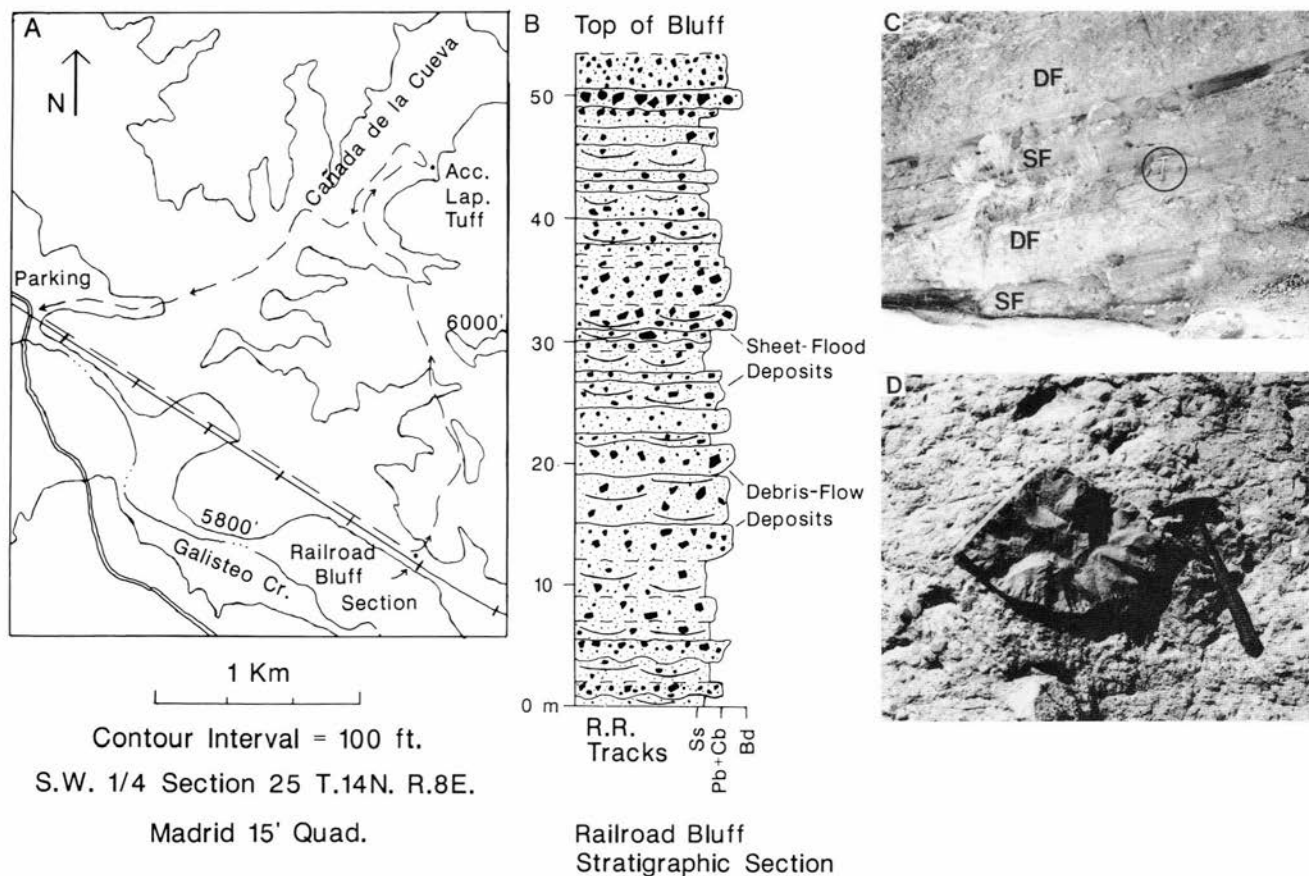 A
N
Cañada de la Cueva
Acc.
Lap.
Tuff
Parking
6000'
5800'
Galisteo Cr.
Railroad
Bluff
Section
1 Km
Contour Interval = 100 ft.
S.W. 1/4 Section 25 T.14N. R.8E.
Madrid 15' Quad.
B
Top of Bluff
50
40
30
20
10
0 m
Sheet-Flood
Deposits
Debris-Flow
Deposits
R.R.
Tracks
Ss
Pb+Cb
Bd
Railroad Bluff
Stratigraphic Section
C
DF
SF
DF
SF
D